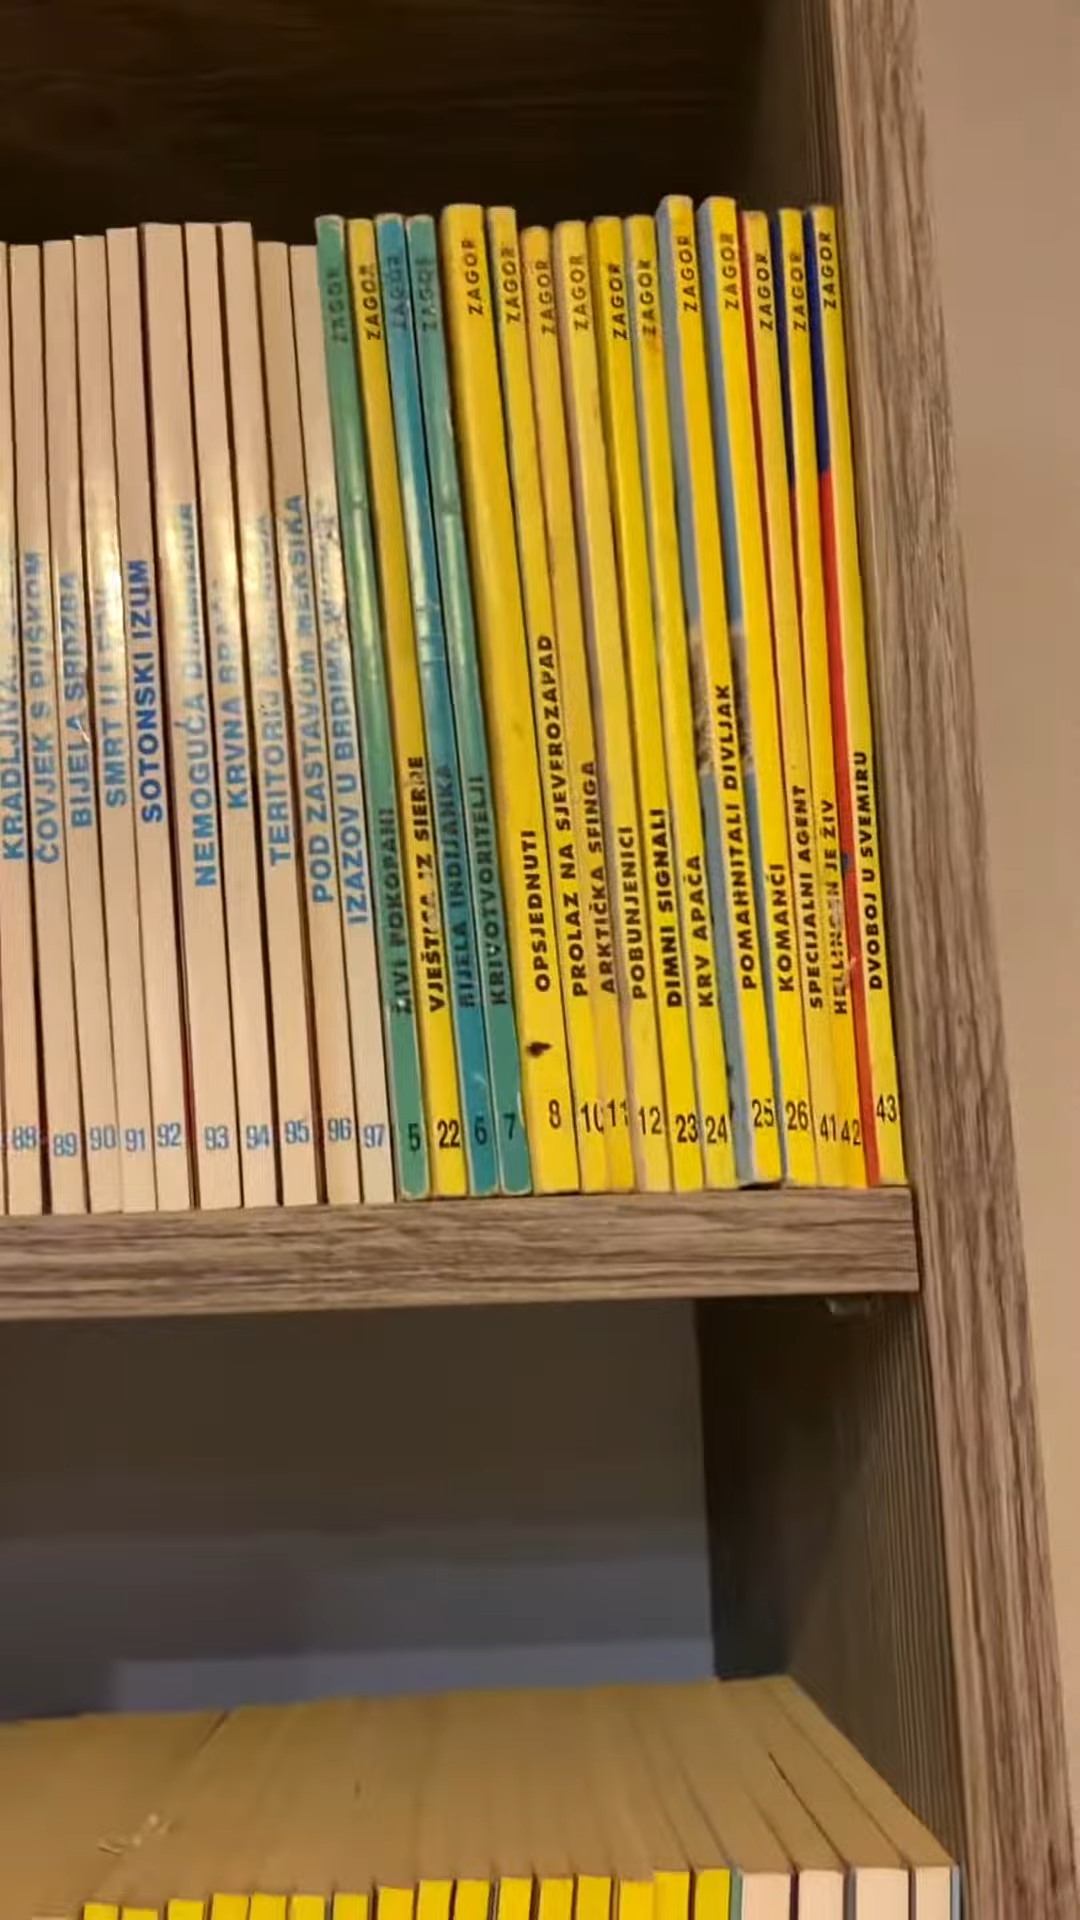 KRADLJIVA
88
ČOVJEK S PUŠKOM
89
BIJELA SRDŽBA
90
SMRT U
91
SOTONSKI IZUM
92
NEMOGUĆA DIMENZIJA
93
KRVNA
94
TERITORIJ
95
POD ZASTAVOM MEKSIKA
96
IZAZOV U BRDIMA
97
ZAGOR
ŽIVI POKOPANI
5
ZAGOR
VJEŠTICA IZ SIERRE
22
ZAGOR
BIJELA INDIJANKA
6
ZAGOR
KRIVOTVORITELJI
7
ZAGOR
OPSJEDNUTI
8
ZAGOR
PROLAZ NA SJEVEROZAPAD
10
ZAGOR
ARKTIČKA SFINGA
11
ZAGOR
POBUNJENICI
12
ZAGOR
DIMNI SIGNALI
23
ZAGOR
KRV APAČA
24
ZAGOR
POMAHNITALI DIVLJAK
25
ZAGOR
KOMANČI
26
ZAGOR
SPECIJALNI AGENT
41
ZAGOR
HELLINGEN JE ŽIV
42
ZAGOR
DVOBOJ U SVEMIRU
43